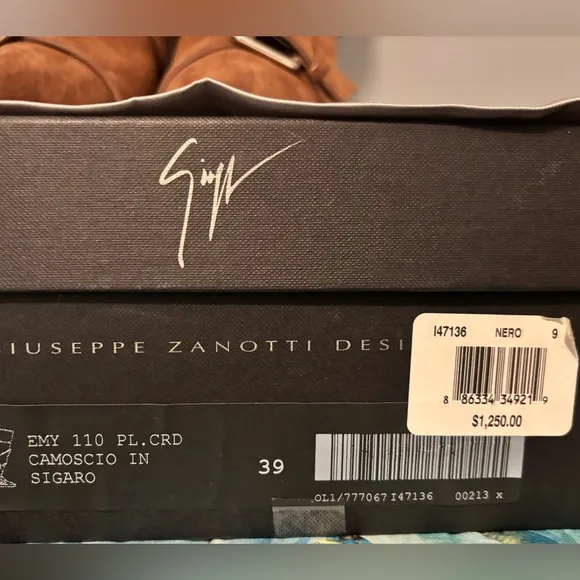 Giuseppe
IUSEPPE ZANOTTI DESI
I47136 NERO 9
8 86334 34921 9
$1,250.00
EMY 110 PL.CRD
CAMOSCIO IN
SIGARO
39
OL1/777067 I47136 00213 x